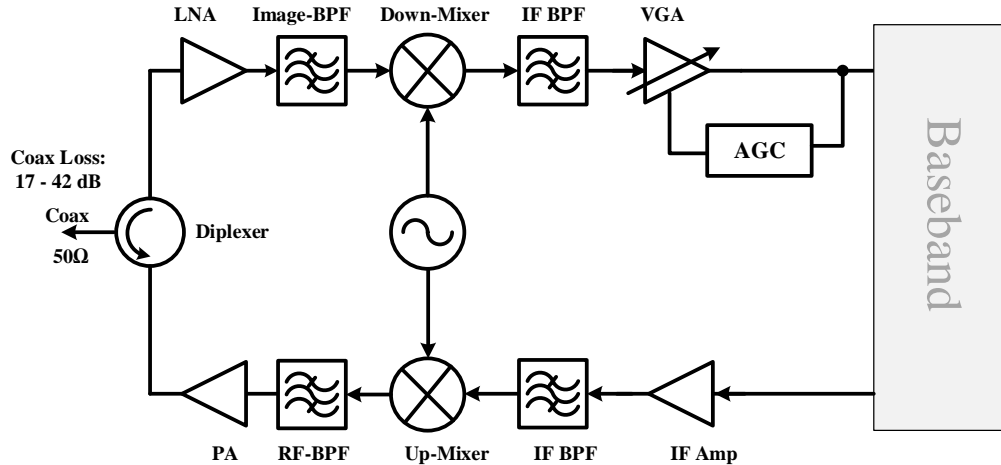 LNA Image-BPF Down-Mixer IF BPF VGA
AGC
Coax Loss:
17 - 42 dB
Coax
50Ω
Diplexer
Baseband
PA RF-BPF Up-Mixer IF BPF IF Amp